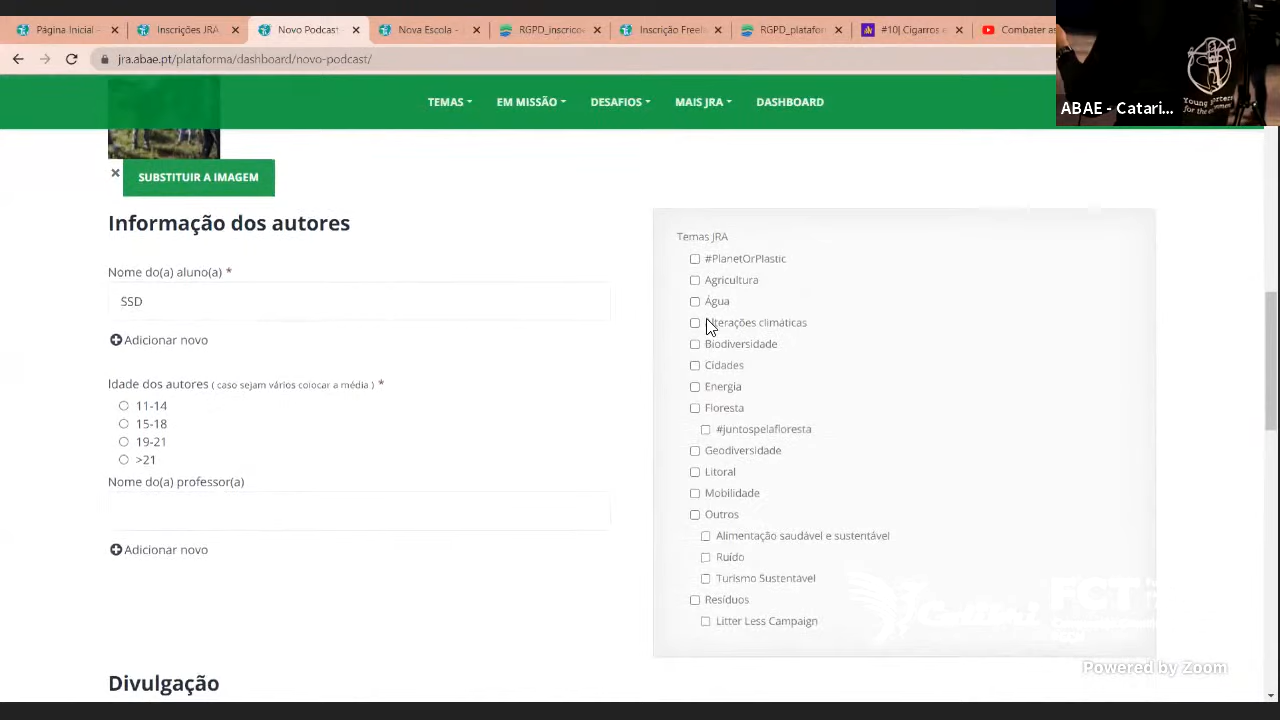 Página Inicial -
Inscrições JRA
Novo Podcast
Nova Escola -
RGPD_inscrico
Inscrição Freel
RGPD_platafor
#10| Cigarros e
Combater as
jra.abae.pt/plataforma/dashboard/novo-podcast/
TEMAS
EM MISSÃO
DESAFIOS
MAIS JRA
DASHBOARD
ABAE - Catari...
SUBSTITUIR A IMAGEM
Informação dos autores
Nome do(a) aluno(a) *
SSD
Adicionar novo
Idade dos autores ( caso sejam vários colocar a média ) *
11-14
15-18
19-21
>21
Nome do(a) professor(a)
Adicionar novo
Temas JRA
#PlanetOrPlastic
Agricultura
Água
Alterações climáticas
Biodiversidade
Cidades
Energia
Floresta
#juntospelafloresta
Geodiversidade
Litoral
Mobilidade
Outros
Alimentação saudável e sustentável
Ruído
Turismo Sustentável
Resíduos
Litter Less Campaign
FCT
Powered by Zoom
Divulgação